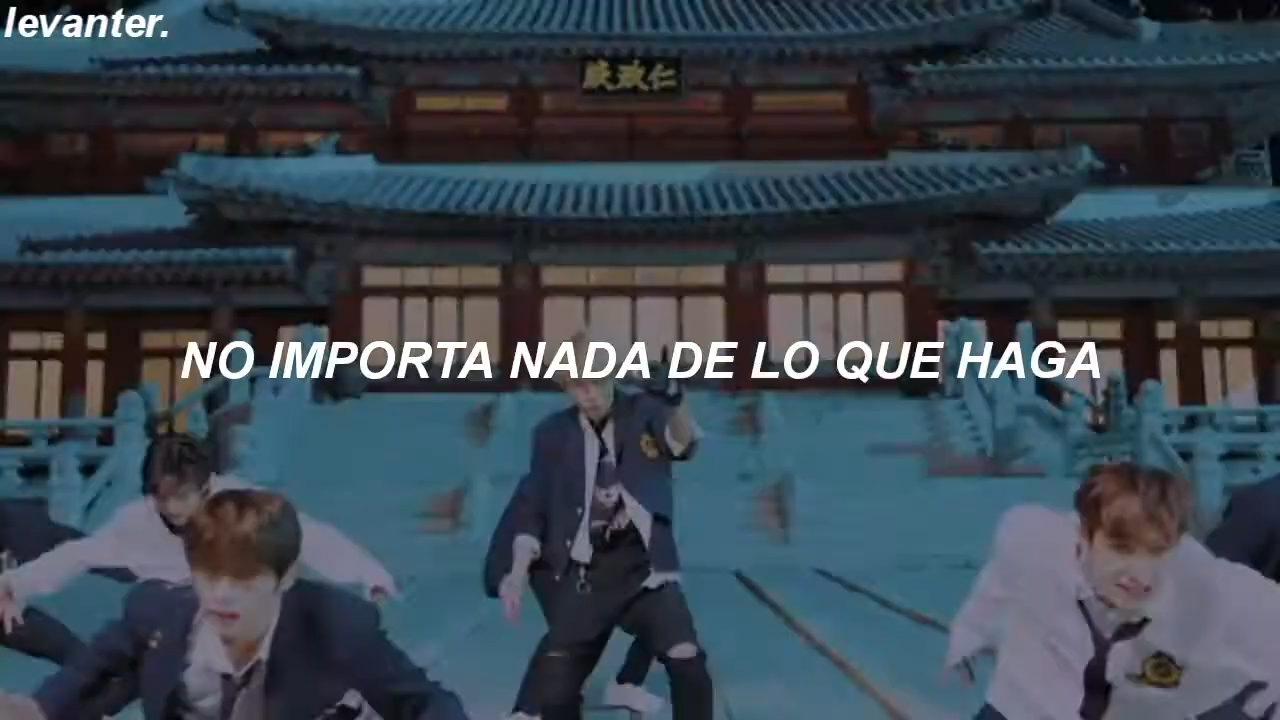 levanter.
殿政仁
NO IMPORTA NADA DE LO QUE HAGA